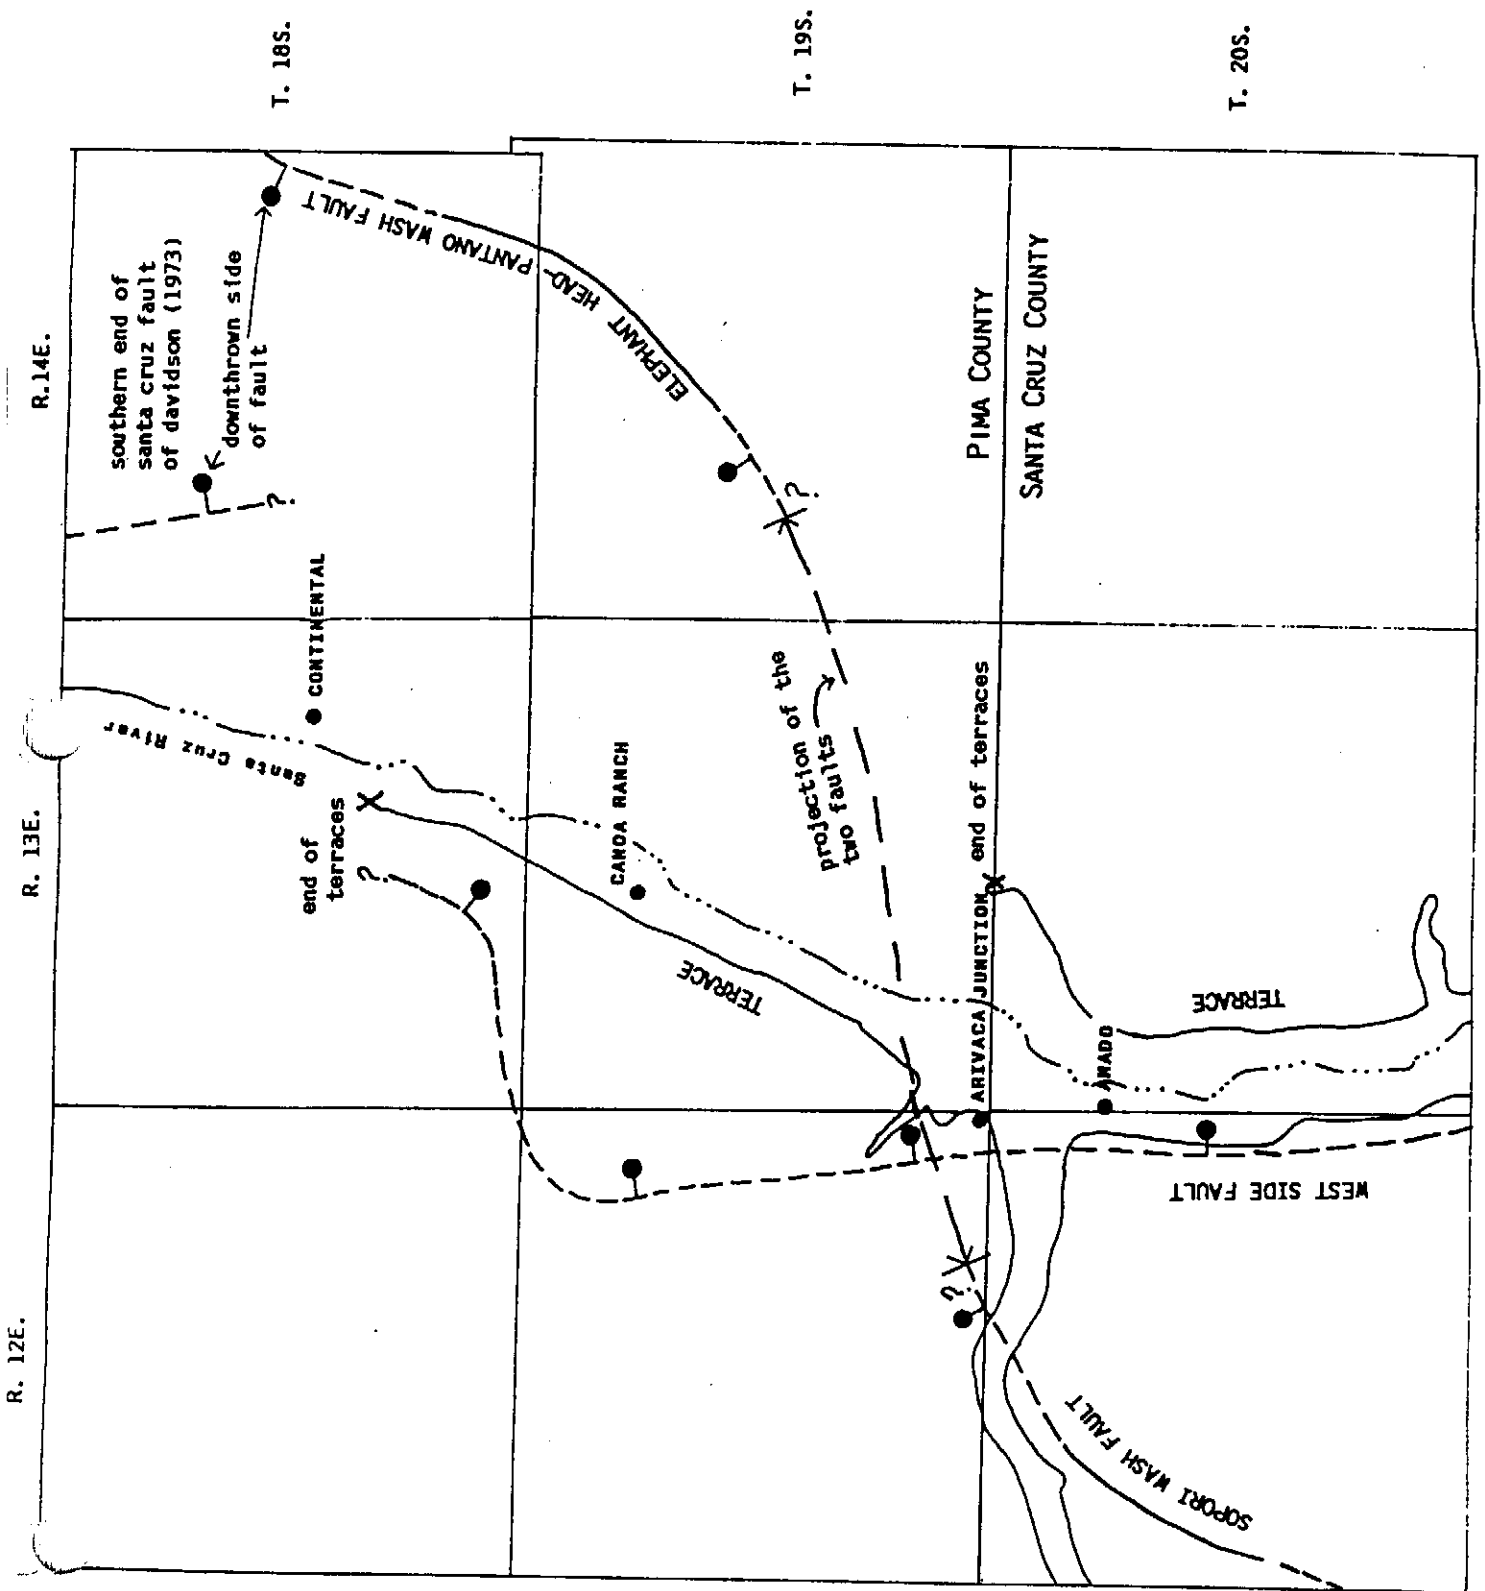 T. 18S.
T. 19S.
T. 20S.
R.14E.
R. 13E.
R. 12E.
southern end of
santa cruz fault
of davidson (1973)
downthrown side
of fault
?
ELEPHANT HEAD-PANTANO WASH FAULT
PIMA COUNTY
SANTA CRUZ COUNTY
?
CONTINENTAL
Santa Cruz River
end of
terraces
?
CANOA RANCH
projection of the
two faults
TERRACE
ARIVACA JUNCTION
end of terraces
AMADO
TERRACE
WEST SIDE FAULT
?
SOPORI WASH FAULT